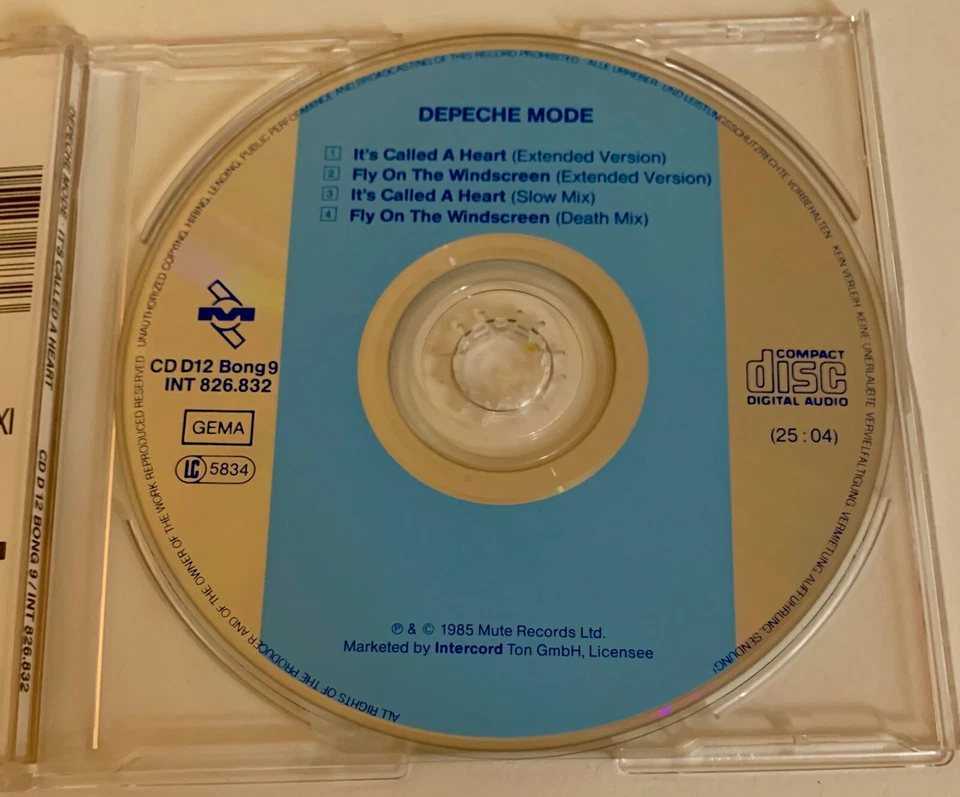 DEPECHE MODE
1 It's Called A Heart (Extended Version)
2 Fly On The Windscreen (Extended Version)
3 It's Called A Heart (Slow Mix)
4 Fly On The Windscreen (Death Mix)
M
CD D12 Bong9
INT 826.832
GEMA
LC 5834
COMPACT
disc
DIGITAL AUDIO
(25:04)
℗ & © 1985 Mute Records Ltd.
Marketed by Intercord Ton GmbH, Licensee
ALL RIGHTS OF THE PRODUCER AND OF THE OWNER OF THE WORK REPRODUCED RESERVED · UNAUTHORIZED COPYING, HIRING, LENDING, PUBLIC PERFORMANCE AND BROADCASTING OF THIS RECORD PROHIBITED · ALLE URHEBER- UND LEISTUNGSSCHUTZRECHTE VORBEHALTEN · KEIN VERLEIH, KEINE UNERLAUBTE VERVIELFÄLTIGUNG, VERMIETUNG, AUFFÜHRUNG, SENDUNG!
DEPECHE MODE · IT'S CALLED A HEART
CD D 12 BONG 9 / INT 826.832